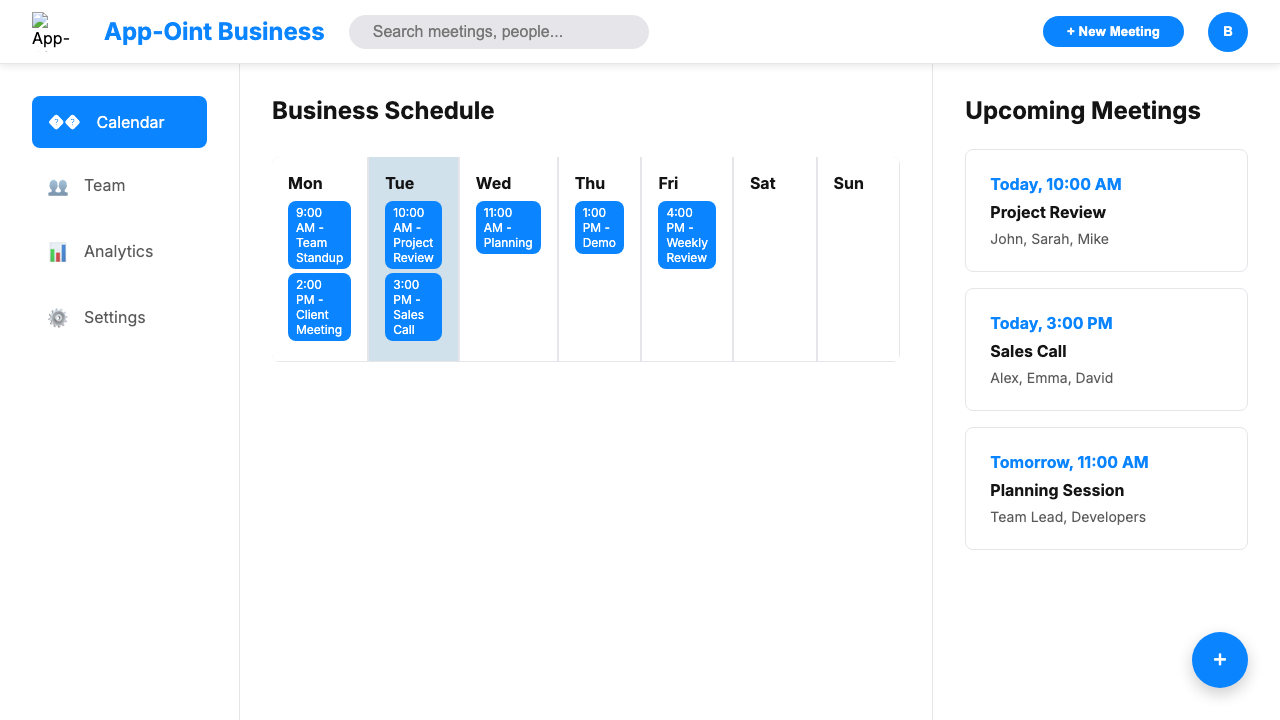 App-
App-Oint Business
Search meetings, people...
+ New Meeting
B
�� Calendar
Team
Analytics
Settings
Business Schedule
Mon
9:00
AM -
Team
Standup
2:00
PM -
Client
Meeting
Tue
10:00
AM -
Project
Review
3:00
PM -
Sales
Call
Wed
11:00
AM -
Planning
Thu
1:00
PM -
Demo
Fri
4:00
PM -
Weekly
Review
Sat
Sun
Upcoming Meetings
Today, 10:00 AM
Project Review
John, Sarah, Mike
Today, 3:00 PM
Sales Call
Alex, Emma, David
Tomorrow, 11:00 AM
Planning Session
Team Lead, Developers
+